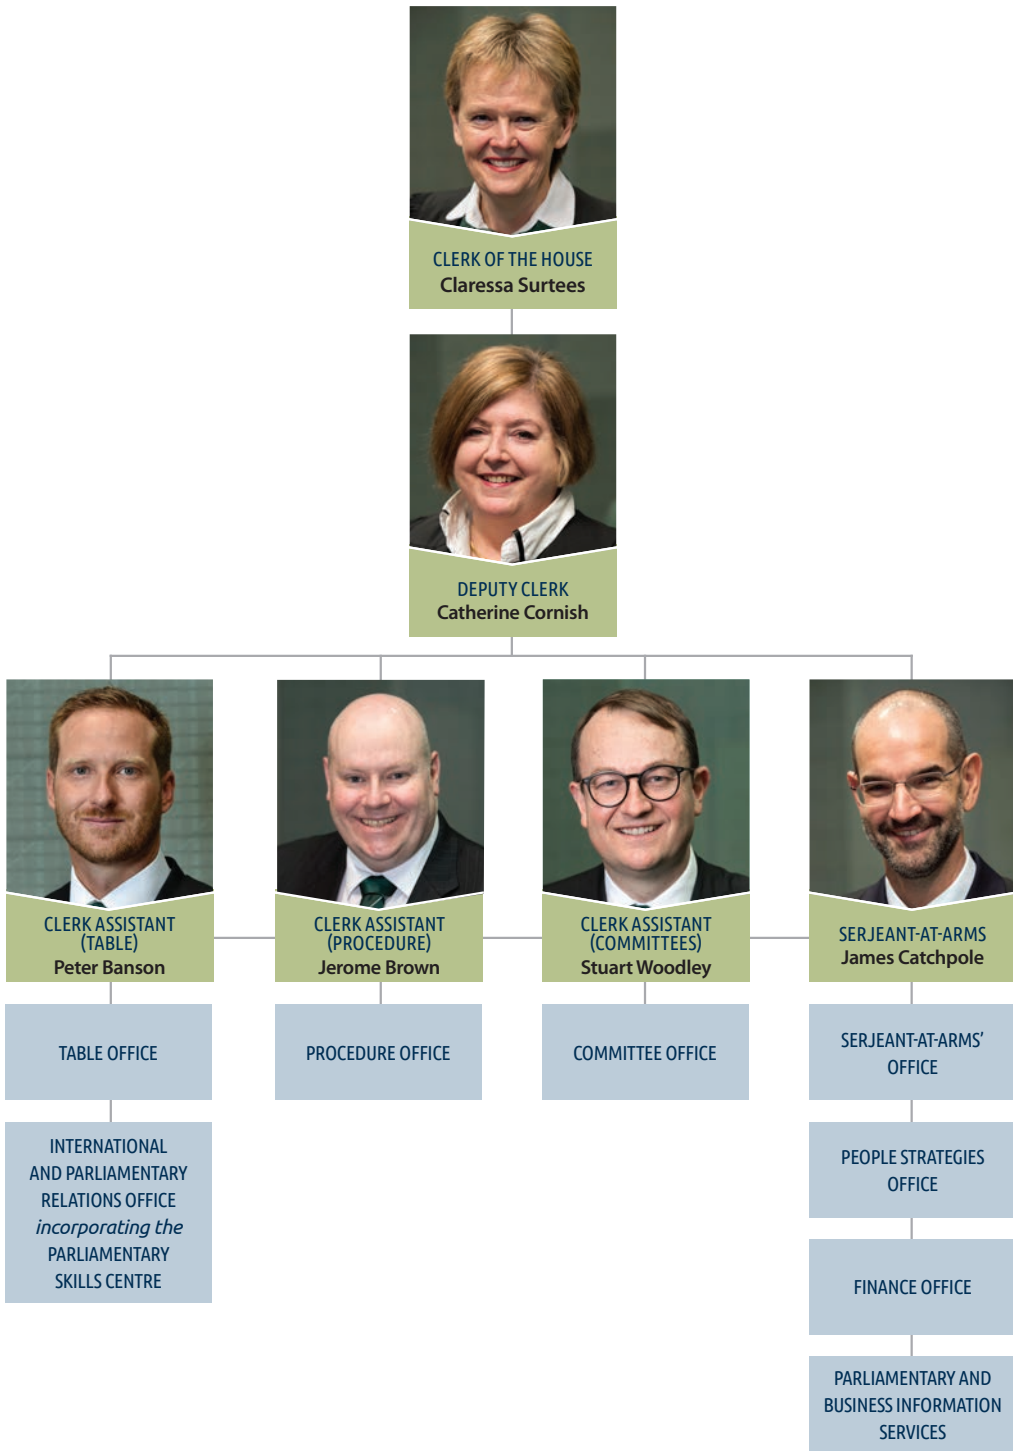 CLERK OF THE HOUSE
Claressa Surtees
DEPUTY CLERK
Catherine Cornish
CLERK ASSISTANT
(TABLE)
Peter Banson
CLERK ASSISTANT
(PROCEDURE)
Jerome Brown
CLERK ASSISTANT
(COMMITTEES)
Stuart Woodley
SERJEANT-AT-ARMS
James Catchpole
TABLE OFFICE
PROCEDURE OFFICE
COMMITTEE OFFICE
SERJEANT-AT-ARMS’
OFFICE
INTERNATIONAL
AND PARLIAMENTARY
RELATIONS OFFICE
incorporating the
PARLIAMENTARY
SKILLS CENTRE
PEOPLE STRATEGIES
OFFICE
FINANCE OFFICE
PARLIAMENTARY AND
BUSINESS INFORMATION
SERVICES